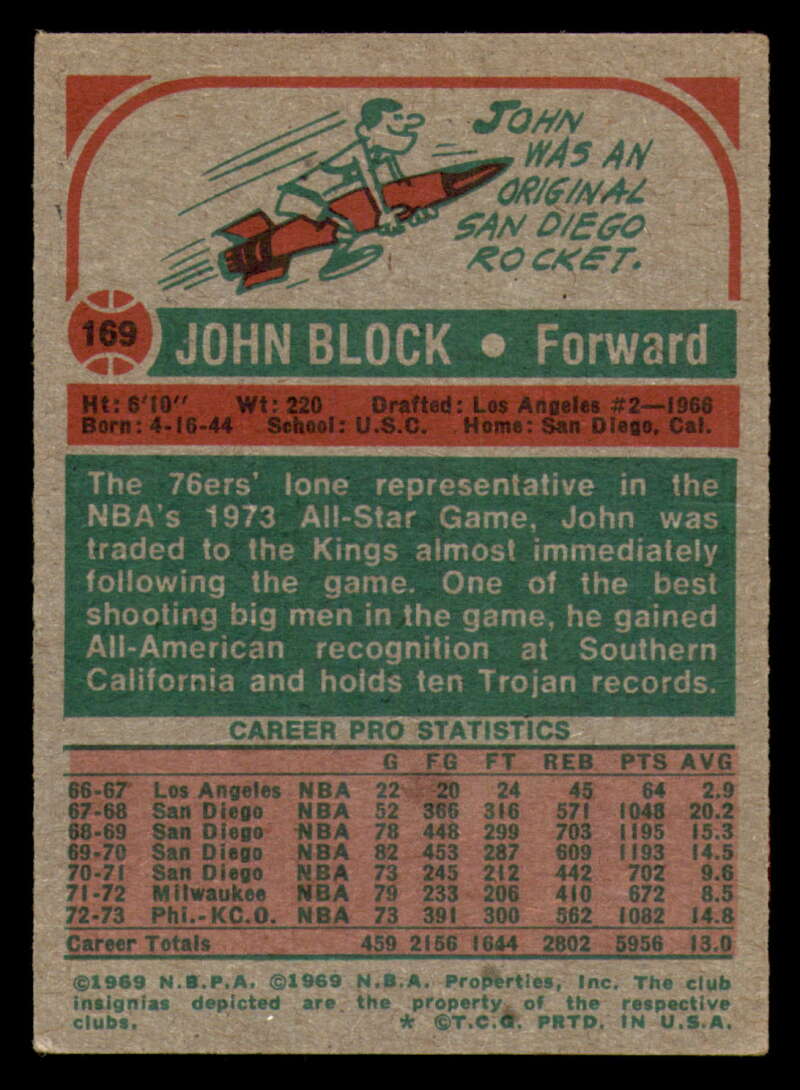 JOHN
WAS AN
ORIGINAL
SAN DIEGO
ROCKET.
169 JOHN BLOCK • Forward
Ht: 6'10" Wt: 220 Drafted: Los Angeles #2—1966
Born: 4-16-44 School: U.S.C. Home: San Diego, Cal.
The 76ers' lone representative in the
NBA's 1973 All-Star Game, John was
traded to the Kings almost immediately
following the game. One of the best
shooting big men in the game, he gained
All-American recognition at Southern
California and holds ten Trojan records.
CAREER PRO STATISTICS
G FG FT REB PTS AVG
66-67 Los Angeles NBA 22 20 24 45 64 2.9
67-68 San Diego NBA 52 366 316 571 1048 20.2
68-69 San Diego NBA 78 448 299 703 1195 15.3
69-70 San Diego NBA 82 453 287 609 1193 14.5
70-71 San Diego NBA 73 245 212 442 702 9.6
71-72 Milwaukee NBA 79 233 206 410 672 8.5
72-73 Phi.-KC.O. NBA 73 391 300 562 1082 14.8
Career Totals 459 2156 1644 2802 5956 13.0
©1969 N.B.P.A. ©1969 N.B.A. Properties, Inc. The club
insignias depicted are the property of the respective
clubs. * ©T.C.G. PRTD. IN U.S.A.